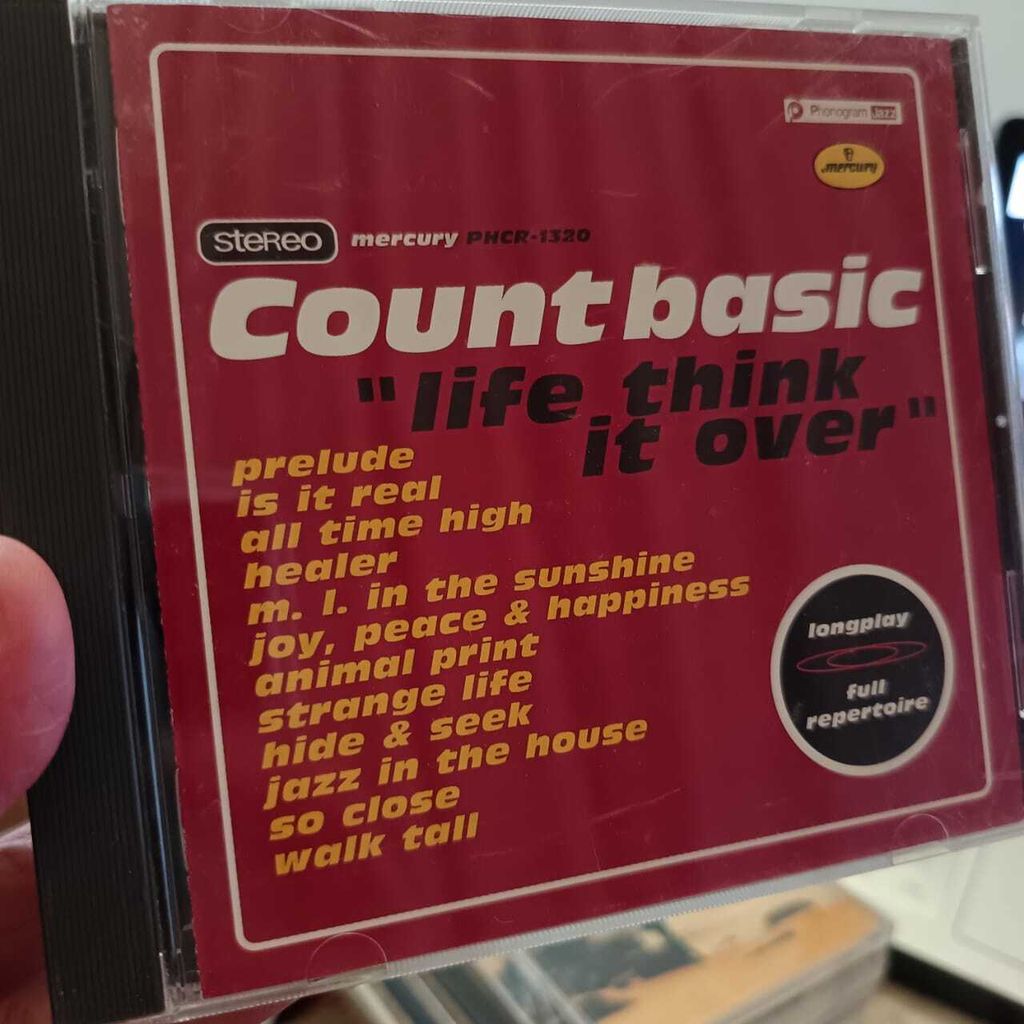 Phonogram Jazz
mercury
stereo mercury PHCR-1320
Count basic
"life think
it over"
prelude
is it real
all time high
healer
m. l. in the sunshine
joy, peace & happiness
animal print
strange life
hide & seek
jazz in the house
so close
walk tall
longplay
full
repertoire